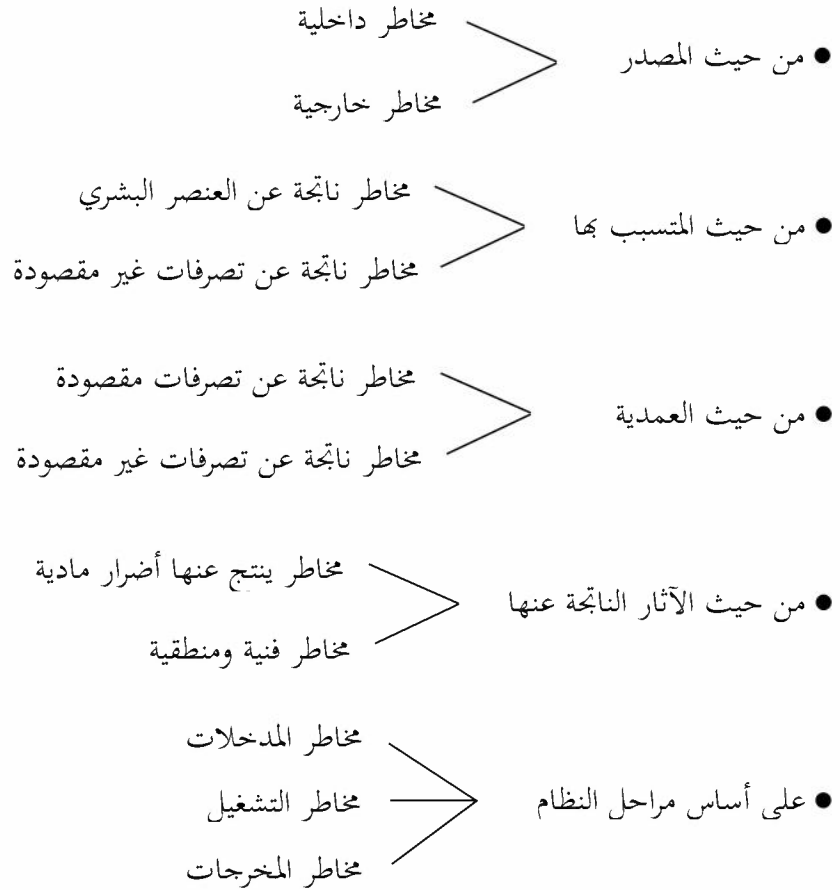 مخاطر داخلية
● من حيث المصدر
مخاطر خارجية
مخاطر ناتجة عن العنصر البشري
● من حيث المتسبب بها
مخاطر ناتجة عن تصرفات غير مقصودة
مخاطر ناتجة عن تصرفات مقصودة
● من حيث العمدية
مخاطر ناتجة عن تصرفات غير مقصودة
مخاطر ينتج عنها أضرار مادية
● من حيث الآثار الناتجة عنها
مخاطر فنية ومنطقية
مخاطر المدخلات
● على أساس مراحل النظام
مخاطر التشغيل
مخاطر المخرجات